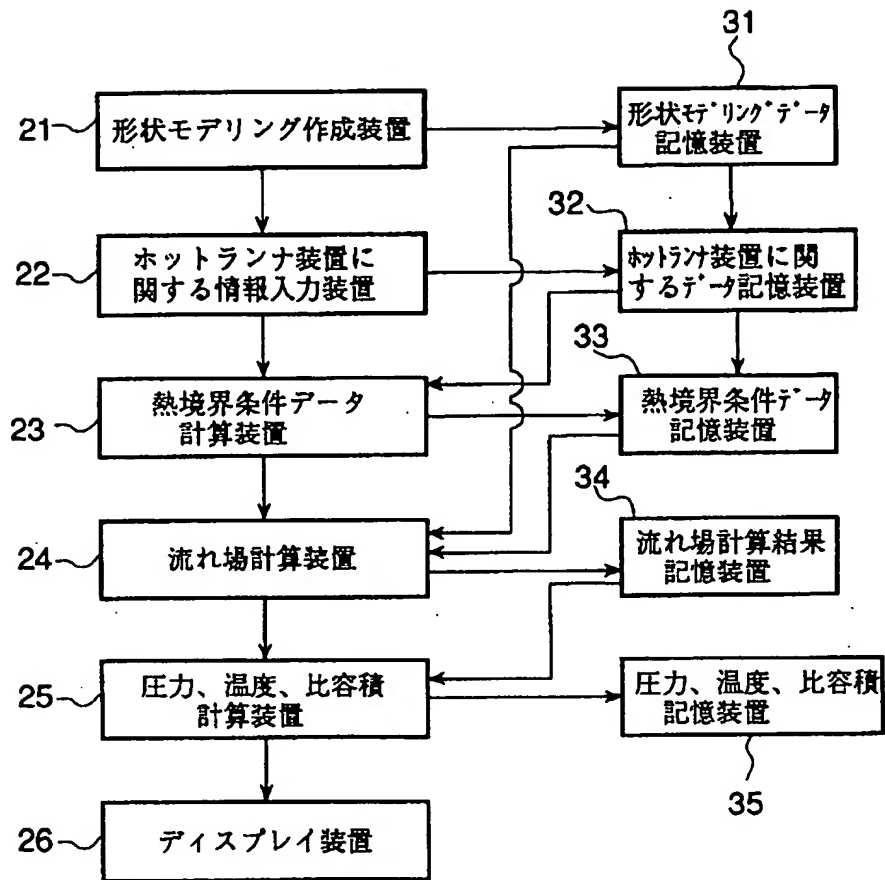 31
21
形状モデリング作成装置
形状モデリングデータ
記憶装置
32
22
ホットランナ装置に
関する情報入力装置
ホットランナ装置に関
するデータ記憶装置
33
23
熱境界条件データ
計算装置
熱境界条件データ
記憶装置
34
24
流れ場計算装置
流れ場計算結果
記憶装置
25
圧力、温度、比容積
計算装置
圧力、温度、比容積
記憶装置
35
26
ディスプレイ装置